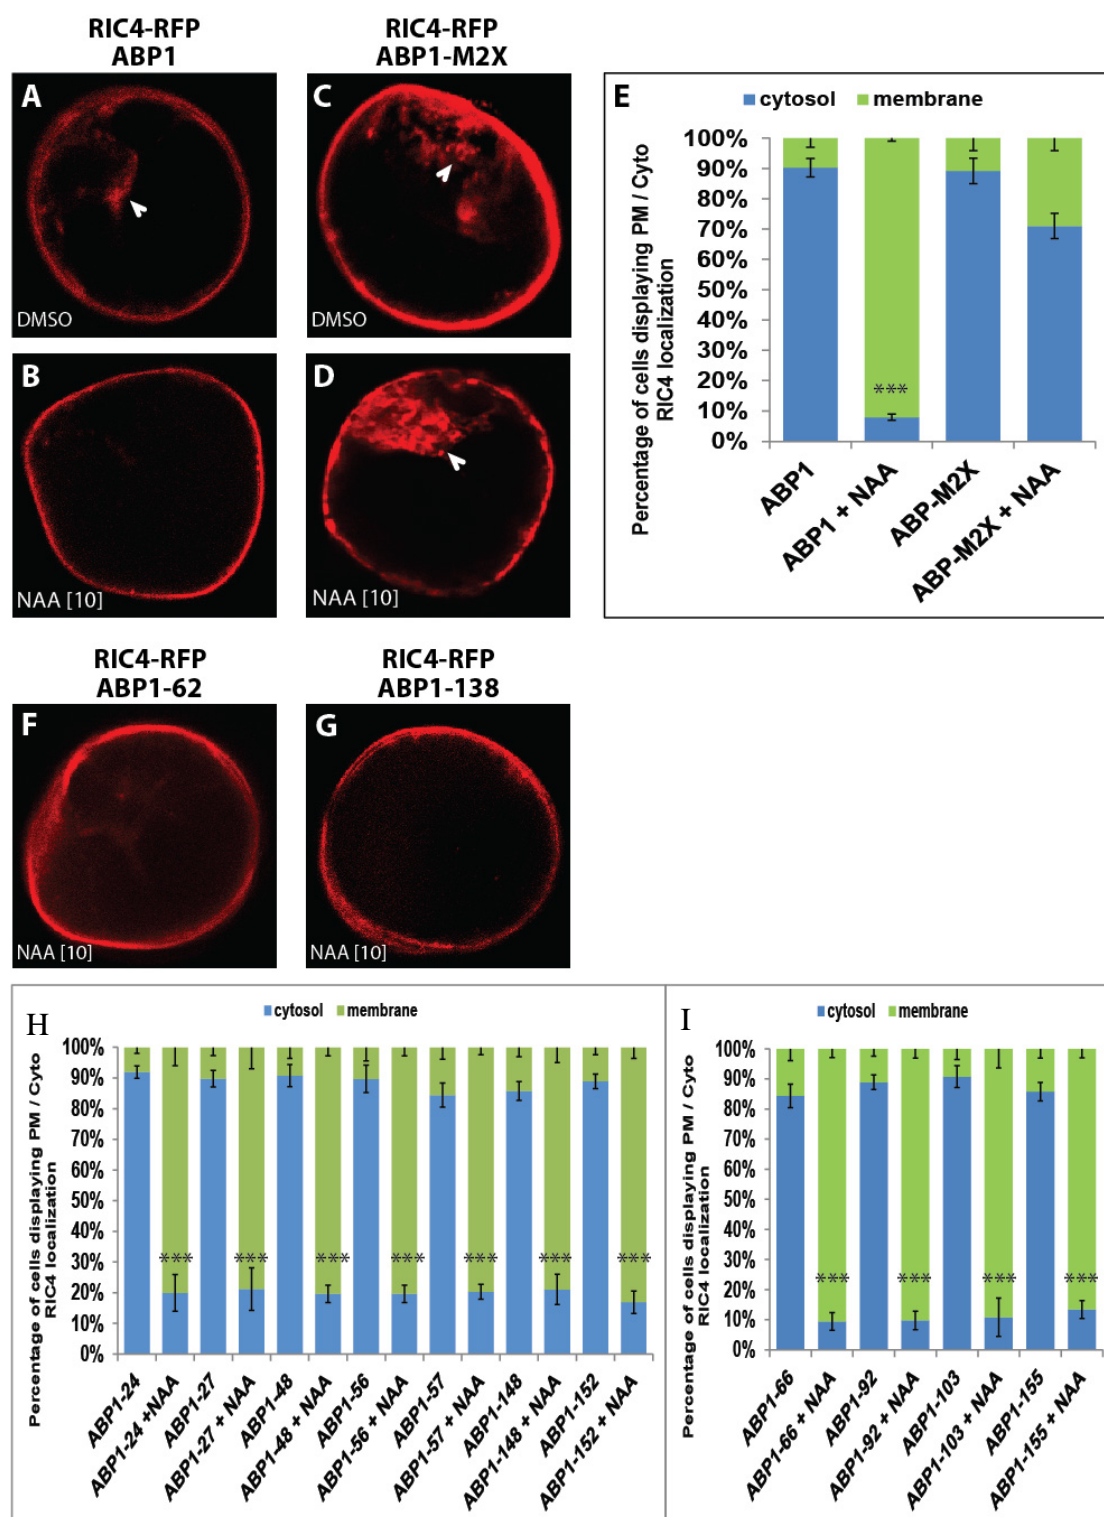 RIC4-RFP
ABP1
RIC4-RFP
ABP1-M2X
A
DMSO
C
DMSO
B
NAA [10]
D
NAA [10]
E
cytosol
membrane
Percentage of cells displaying PM / Cyto
RIC4 localization
100%
90%
80%
70%
60%
50%
40%
30%
20%
10%
0%
***
ABP1
ABP1 + NAA
ABP-M2X
ABP-M2X + NAA
RIC4-RFP
ABP1-62
RIC4-RFP
ABP1-138
F
NAA [10]
G
NAA [10]
H
cytosol
membrane
Percentage of cells displaying PM / Cyto
RIC4 localization
100%
90%
80%
70%
60%
50%
40%
30%
20%
10%
0%
*** *** *** *** *** *** ***
ABP1-24
ABP1-24 +NAA
ABP1-27
ABP1-27 + NAA
ABP1-48
ABP1-48 + NAA
ABP1-56
ABP1-56 + NAA
ABP1-57
ABP1-57 + NAA
ABP1-148
ABP1-148 + NAA
ABP1-152
ABP1-152 + NAA
I
cytosol
membrane
Percentage of cells displaying PM / Cyto
RIC4 localization
100%
90%
80%
70%
60%
50%
40%
30%
20%
10%
0%
*** *** *** ***
ABP1-66
ABP1-66 + NAA
ABP1-92
ABP1-92 + NAA
ABP1-103
ABP1-103 + NAA
ABP1-155
ABP1-155 + NAA